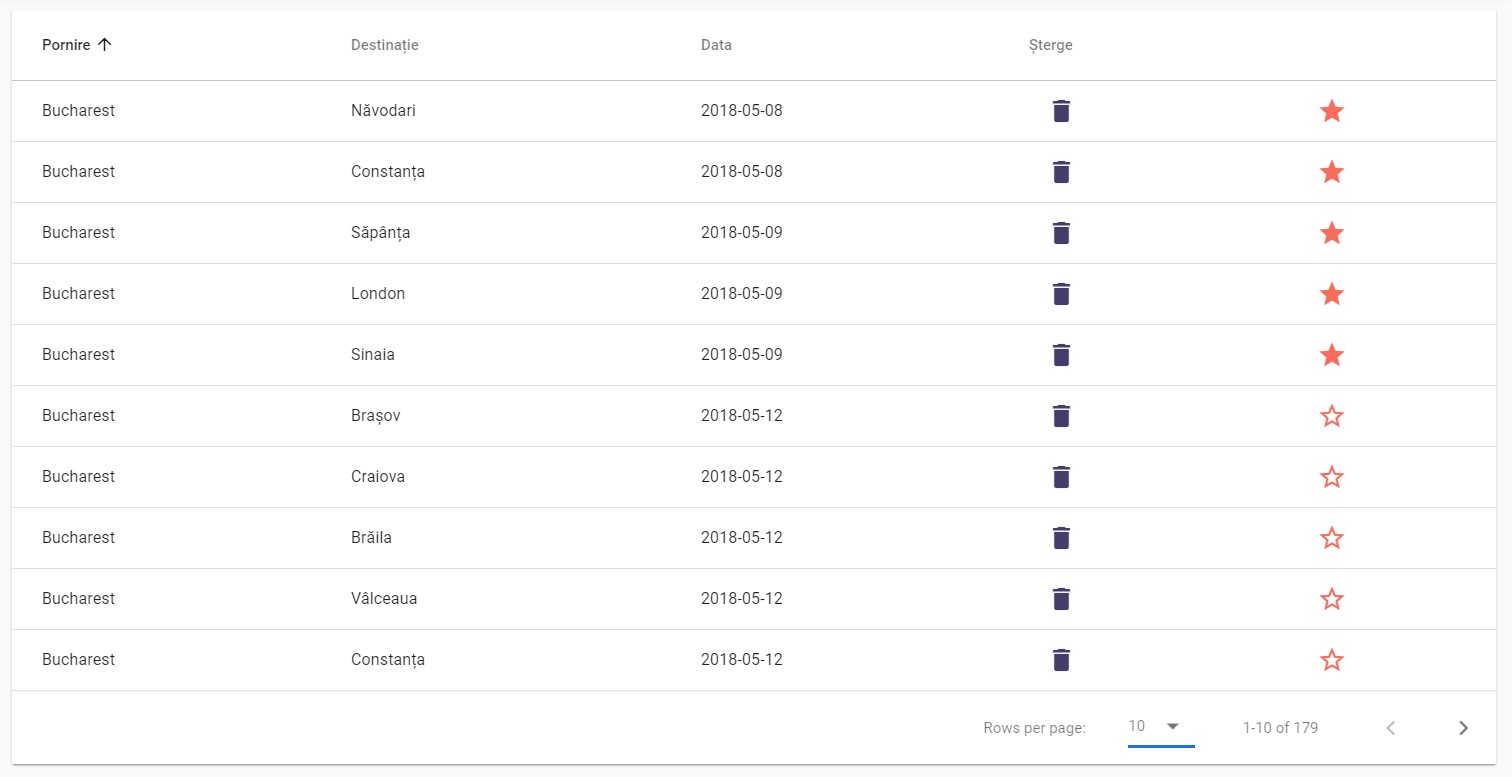 Pornire Destinație Data Șterge
Bucharest Năvodari 2018-05-08
Bucharest Constanța 2018-05-08
Bucharest Săpânța 2018-05-09
Bucharest London 2018-05-09
Bucharest Sinaia 2018-05-09
Bucharest Brașov 2018-05-12
Bucharest Craiova 2018-05-12
Bucharest Brăila 2018-05-12
Bucharest Vâlceaua 2018-05-12
Bucharest Constanța 2018-05-12
Rows per page: 10 1-10 of 179